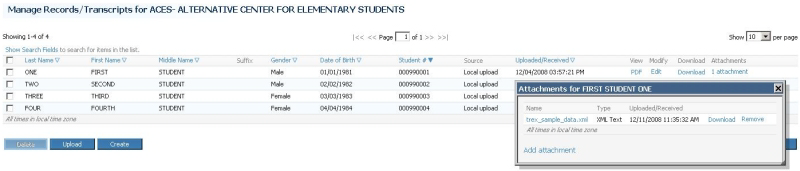 Manage Records/Transcripts for ACES- ALTERNATIVE CENTER FOR ELEMENTARY STUDENTS
Showing 1-4 of 4 |<< << Page 1 of 1 >> >>| Show 10 per page
Show Search Fields to search for items in the list.
Last Name First Name Middle Name Suffix Gender Date of Birth Student # Source Uploaded/Received View Modify Download Attachments
ONE FIRST STUDENT Male 01/01/1981 000990001 Local upload 12/04/2008 03:57:21 PM PDF Edit Download 1 attachment
TWO SECOND STUDENT Male 02/02/1982 000990002 Local upload
THREE THIRD STUDENT Female 03/03/1983 000990003 Local upload
FOUR FOURTH STUDENT Female 04/04/1984 000990004 Local upload
All times in local time zone
Delete Upload Create
Attachments for FIRST STUDENT ONE X
Name Type Uploaded/Received
trex_sample_data.xml XML Text 12/11/2008 11:35:32 AM Download Remove
All times in local time zone
Add attachment